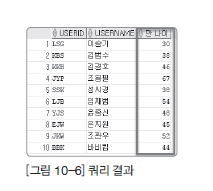 USERID USERNAME 만 나이
1 LSG 이승기 30
2 KBS 김범수 38
3 KKH 김경호 46
4 JYP 조용필 67
5 SSK 성시경 38
6 LJB 임재범 54
7 YJS 윤종신 48
8 EJW 은지원 45
9 JKW 조관우 52
10 BBK 바비킴 44
[그림 10-6] 쿼리 결과